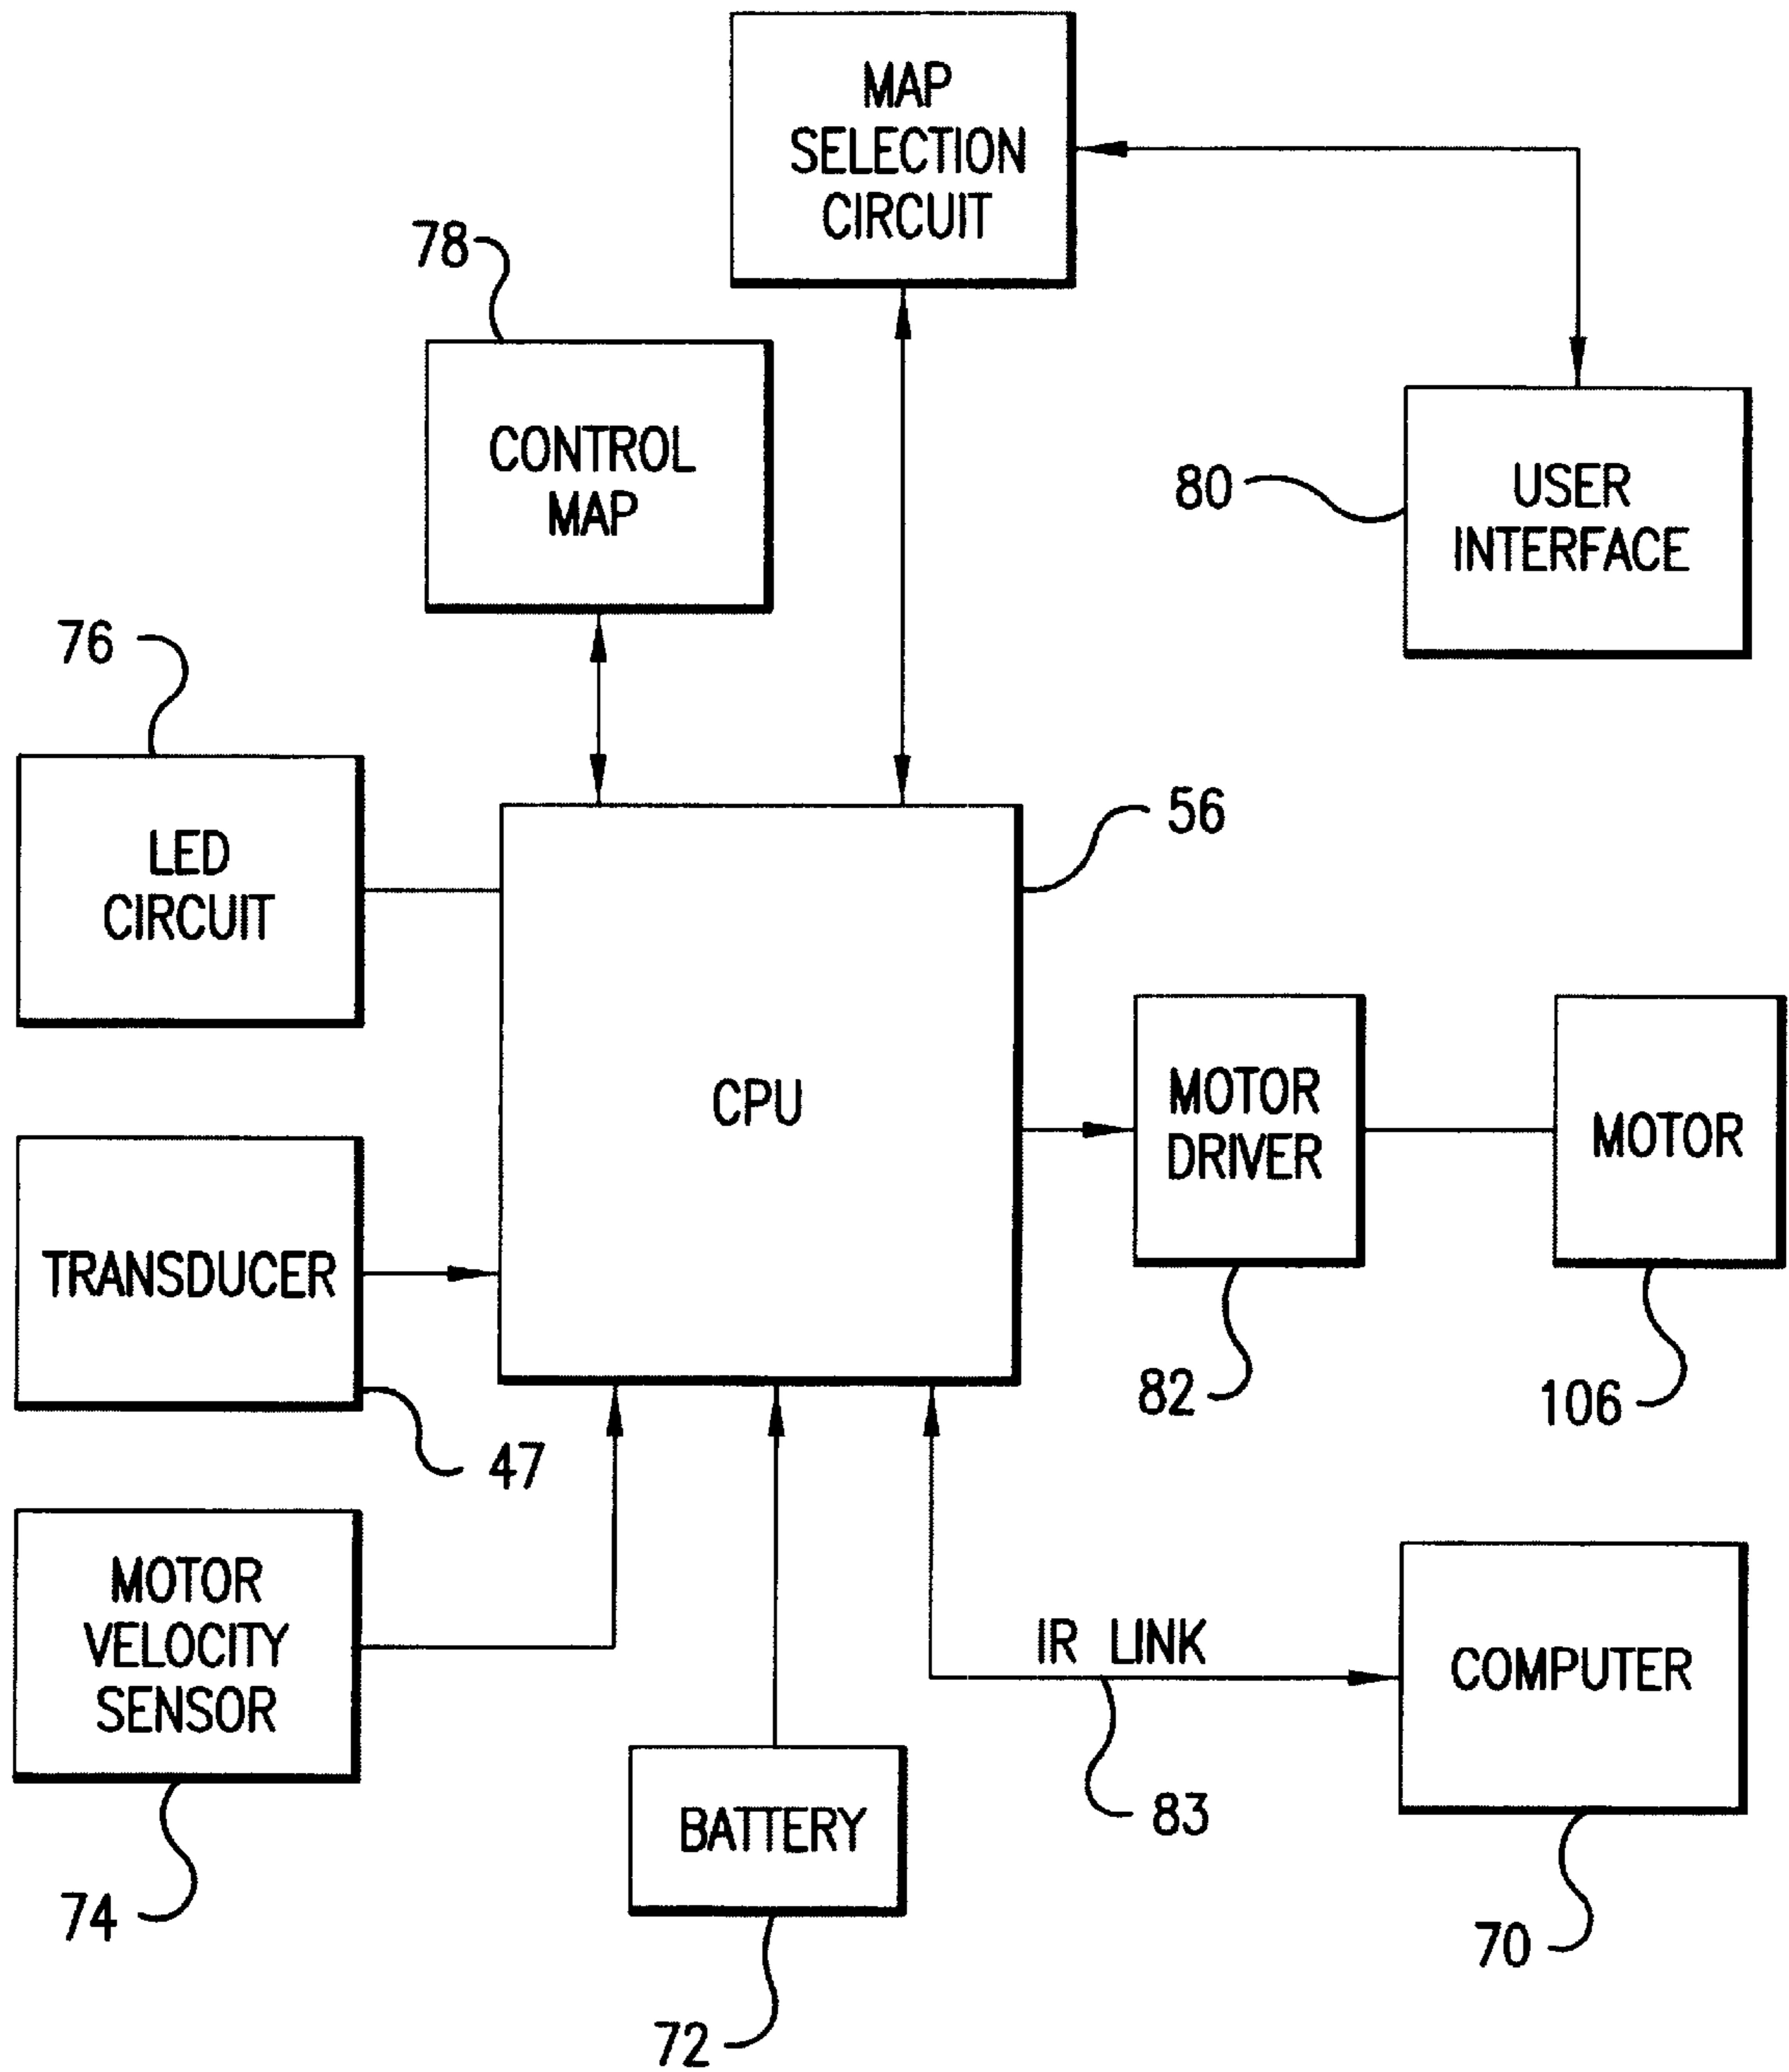 MAP
SELECTION
CIRCUIT
78
CONTROL
MAP
80
USER
INTERFACE
76
LED
CIRCUIT
56
CPU
MOTOR
DRIVER
MOTOR
TRANSDUCER
82
106
47
MOTOR
VELOCITY
SENSOR
IR LINK
COMPUTER
83
BATTERY
74
70
72